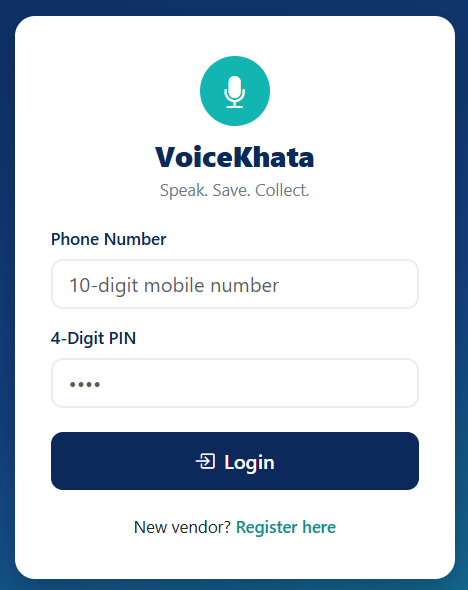 VoiceKhata
Speak. Save. Collect.
Phone Number
10-digit mobile number
4-Digit PIN
••••
Login
New vendor? Register here